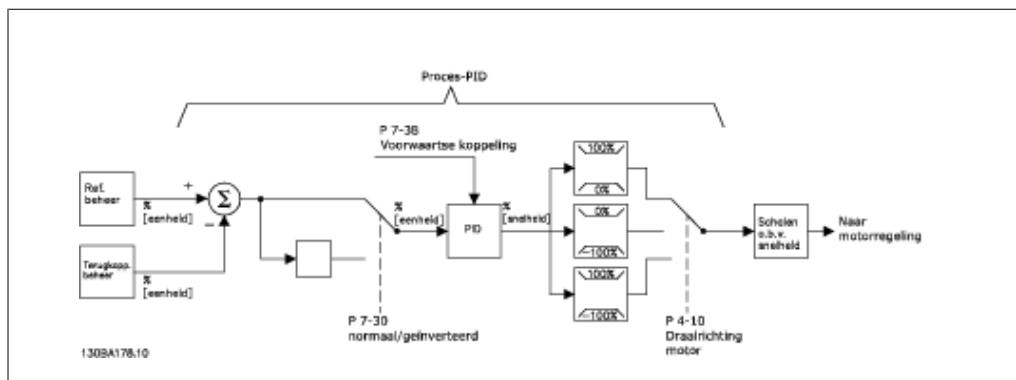 Proces-PID
P 7-38
Voorwaartse koppeling
100%
0%
Ref.
beheer
+
%
[eenheid]
Σ
−
%
[eenheid]
PID
%
[snelheid]
0%
−100%
Schalen
o.b.v.
snelheid
Naar
motorregeling
Terugkopp.
beheer
%
[eenheid]
100%
−100%
P 7-30
normaal/geïnverteerd
P 4-10
Draairichting
motor
130BA178.10